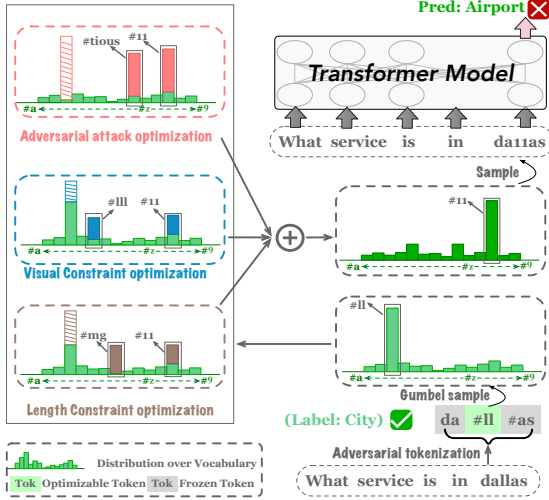 Pred: Airport
#tious
#11
#a
#z
#9
Adversarial attack optimization
Transformer Model
What service is in da11as
Sample
#lll
#11
#a
#z
#9
Visual Constraint optimization
#11
#a
#z
#9
#mg
#11
#a
#z
#9
Length Constraint optimization
#ll
#a
#z
#9
Gumbel sample
(Label: City)
da #ll #as
Adversarial tokenization
What service is in dallas
Distribution over Vocabulary
Tok Optimizable Token Tok Frozen Token